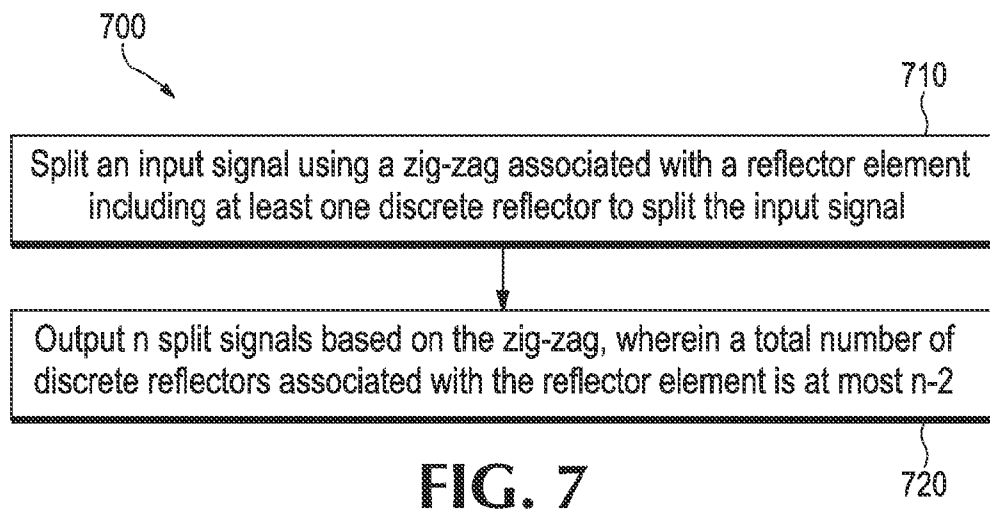 700
710
Split an input signal using a zig-zag associated with a reflector element
including at least one discrete reflector to split the input signal
Output n split signals based on the zig-zag, wherein a total number of
discrete reflectors associated with the reflector element is at most n-2
720
FIG. 7